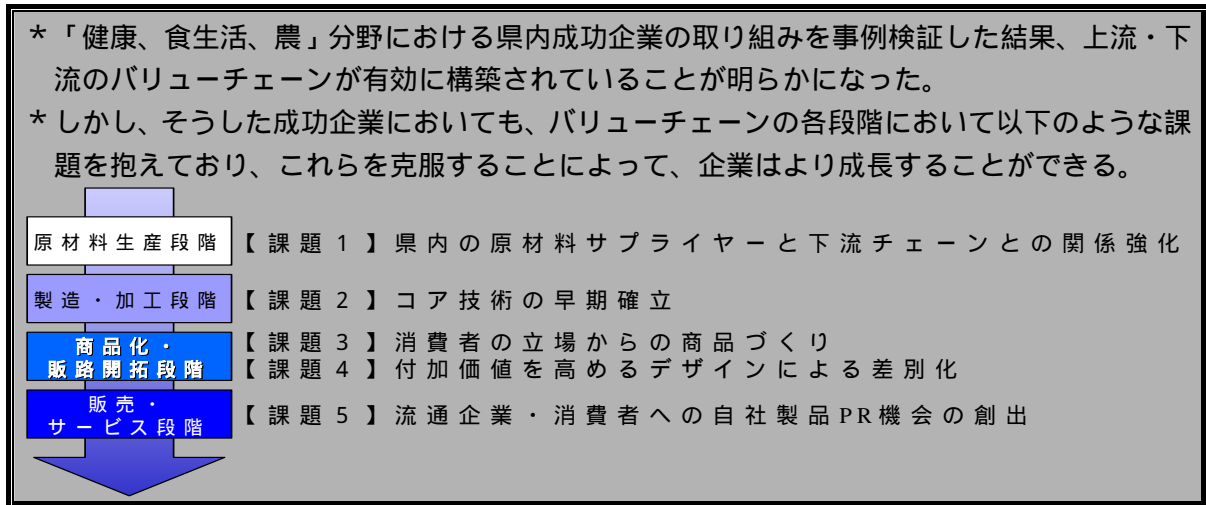 *「健康、食生活、農」分野における県内成功企業の取り組みを事例検証した結果、上流・下
流のバリューチェーンが有効に構築されていることが明らかになった。
*しかし、そうした成功企業においても、バリューチェーンの各段階において以下のような課
題を抱えており、これらを克服することによって、企業はより成長することができる。
原材料生産段階 【課題1】県内の原材料サプライヤーと下流チェーンとの関係強化
製造・加工段階 【課題2】コア技術の早期確立
商品化・
販路開拓段階
【課題3】消費者の立場からの商品づくり
【課題4】付加価値を高めるデザインによる差別化
販売・
サービス段階
【課題5】流通企業・消費者への自社製品PR機会の創出